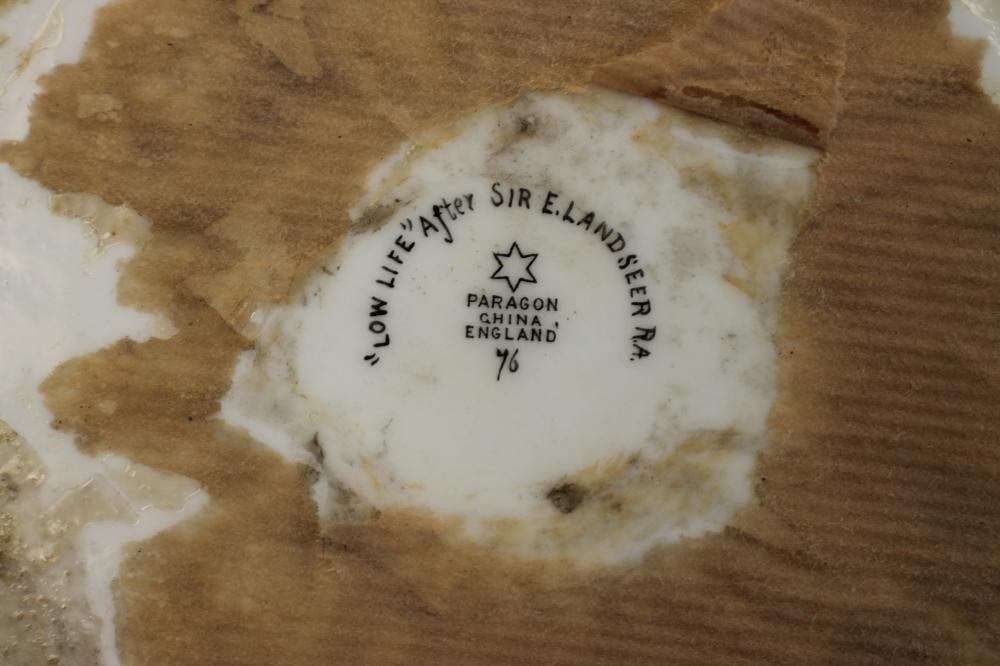 "LOW LIFE" After SIR E. LANDSEER R.A.
PARAGON
CHINA,
ENGLAND
76